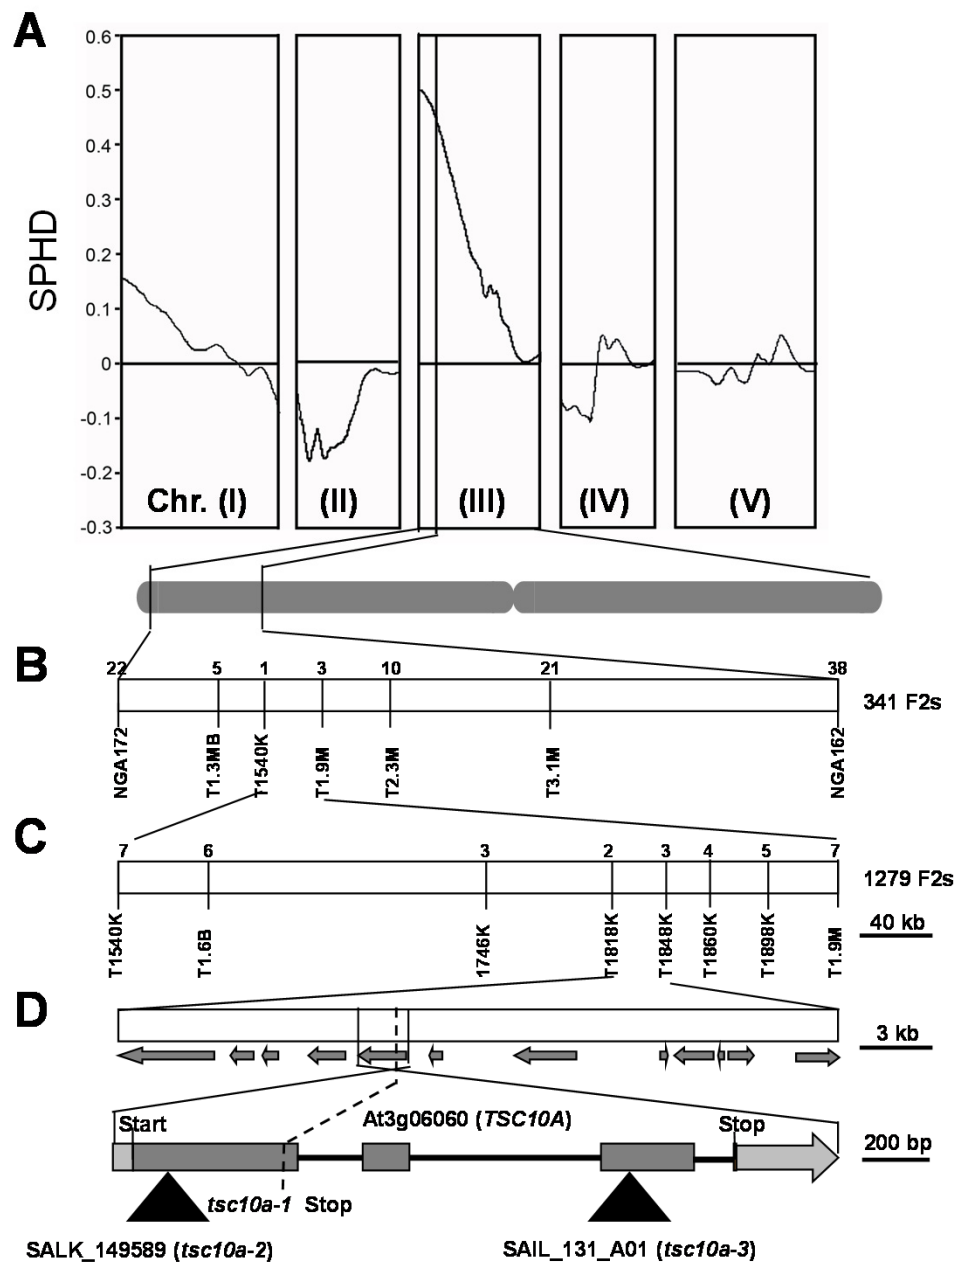 A
0.6
0.5
0.4
0.3
0.2
0.1
0
-0.1
-0.2
-0.3
SPHD
Chr. (I)
(II)
(III)
(IV)
(V)
B
22 5 1 3 10 21 38
341 F2s
NGA172
T1.3MB
T1540K
T1.9M
T2.3M
T3.1M
NGA162
C
7 6 3 2 3 4 5 7
1279 F2s
40 kb
T1540K
T1.6B
1746K
T1818K
T1848K
T1860K
T1898K
T1.9M
D
3 kb
Start
At3g06060 (TSC10A)
Stop
200 bp
tsc10a-1 Stop
SALK_149589 (tsc10a-2)
SAIL_131_A01 (tsc10a-3)